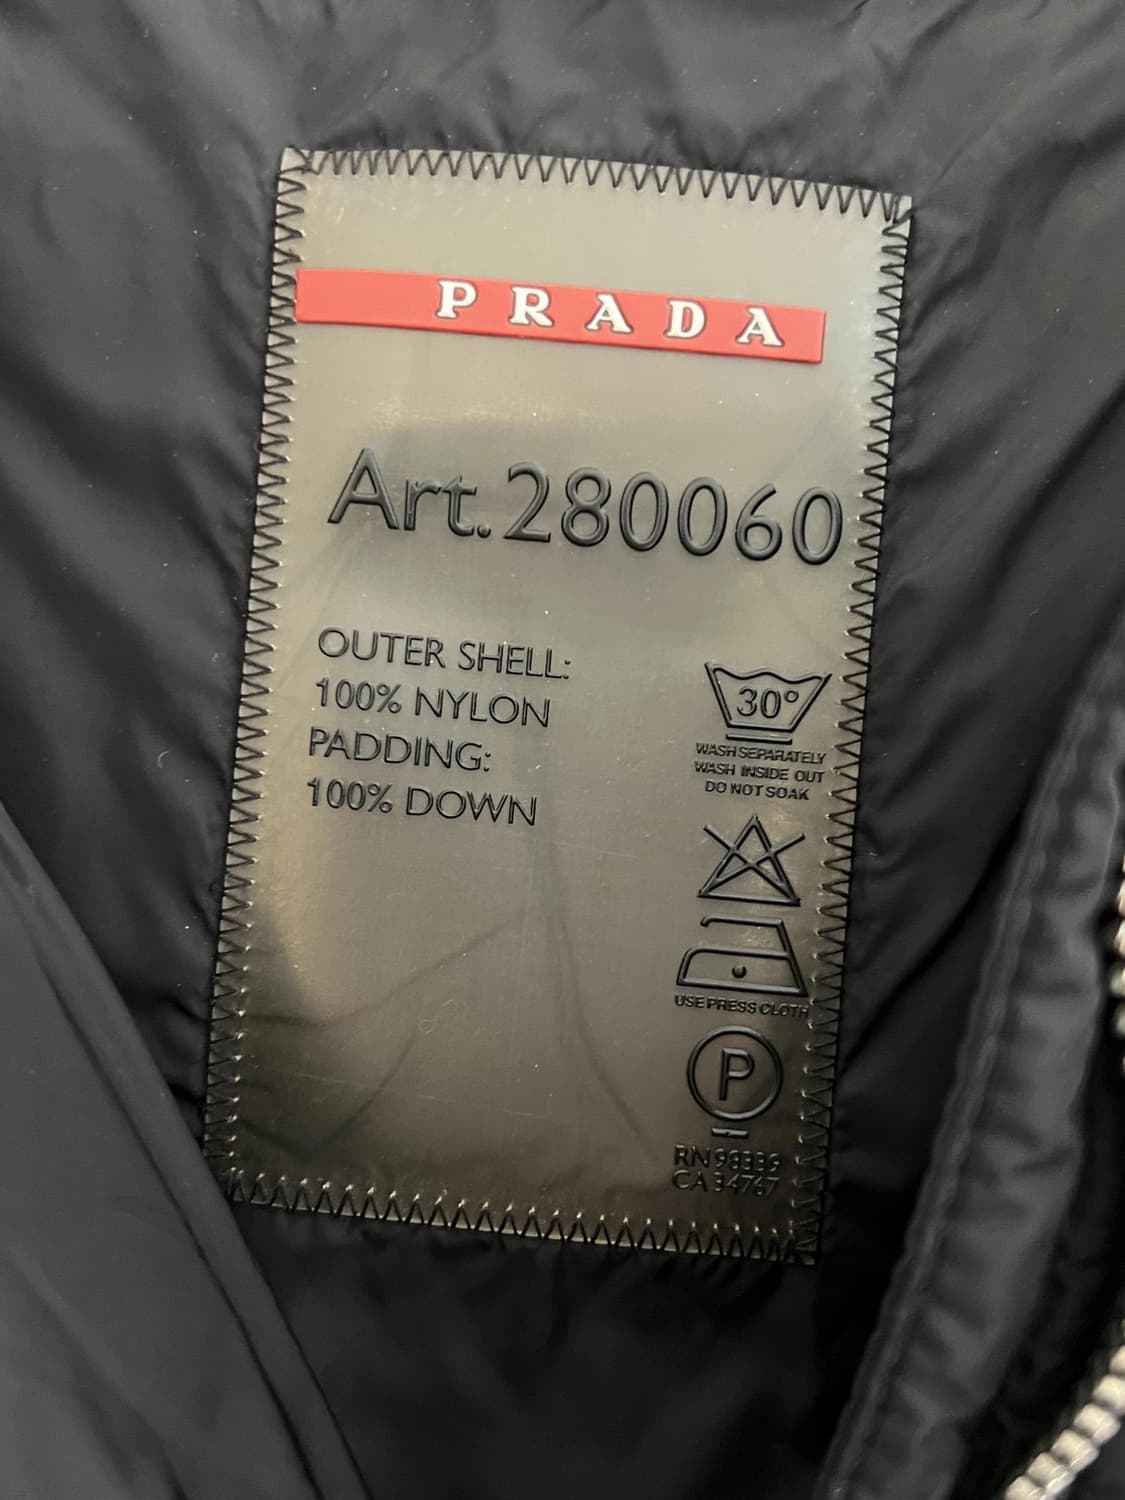 PRADA
Art. 280060
OUTER SHELL:
100% NYLON
PADDING:
100% DOWN
30°
WASH SEPARATELY
WASH INSIDE OUT
DO NOT SOAK
USE PRESS CLOTH
P
RN 98339
CA 34767